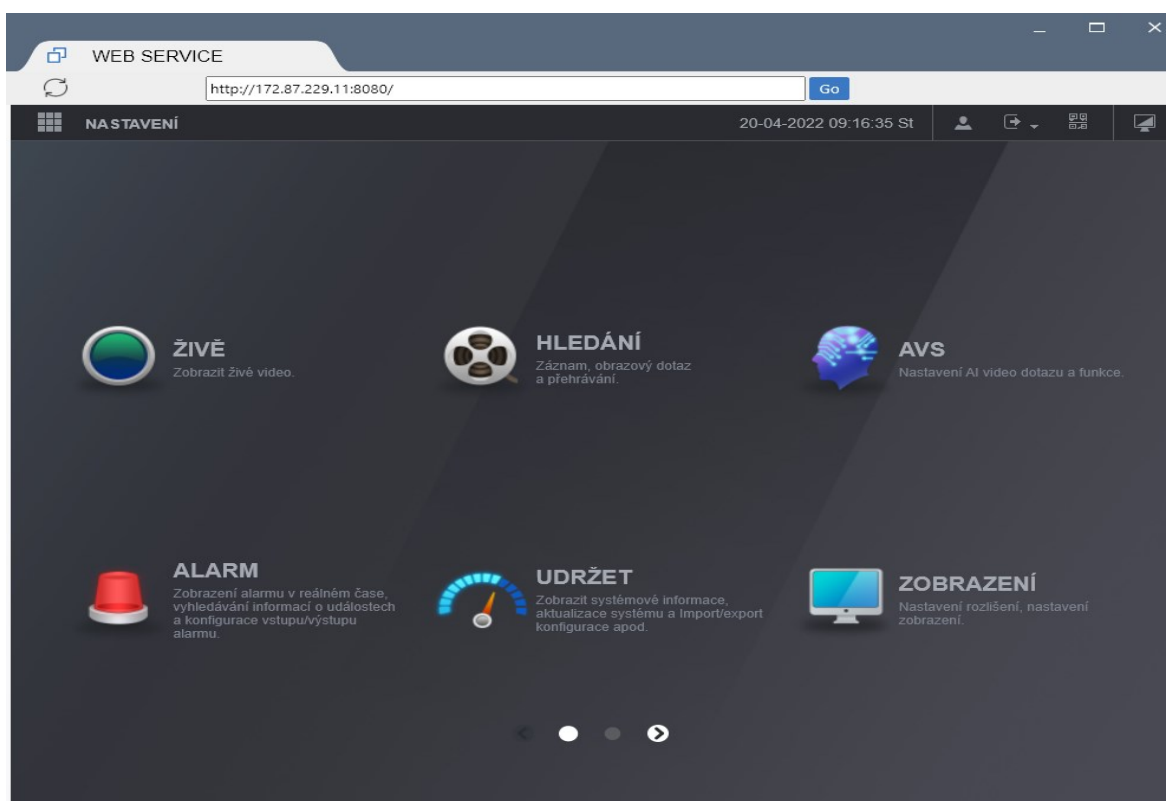 WEB SERVICE
http://172.87.229.11:8080/
Go
NASTAVENÍ
20-04-2022 09:16:35 St
ŽIVĚ
Zobrazit živé video.
HLEDÁNÍ
Záznam, obrazový dotaz
a přehrávání.
AVS
Nastavení AI video dotazu a funkce.
ALARM
Zobrazení alarmu v reálném čase,
vyhledávání informací o událostech
a konfigurace vstupu/výstupu
alarmu.
UDRŽET
Zobrazit systémové informace,
aktualizace systému a Import/export
konfigurace apod.
ZOBRAZENÍ
Nastavení rozlišení, nastavení
zobrazení.